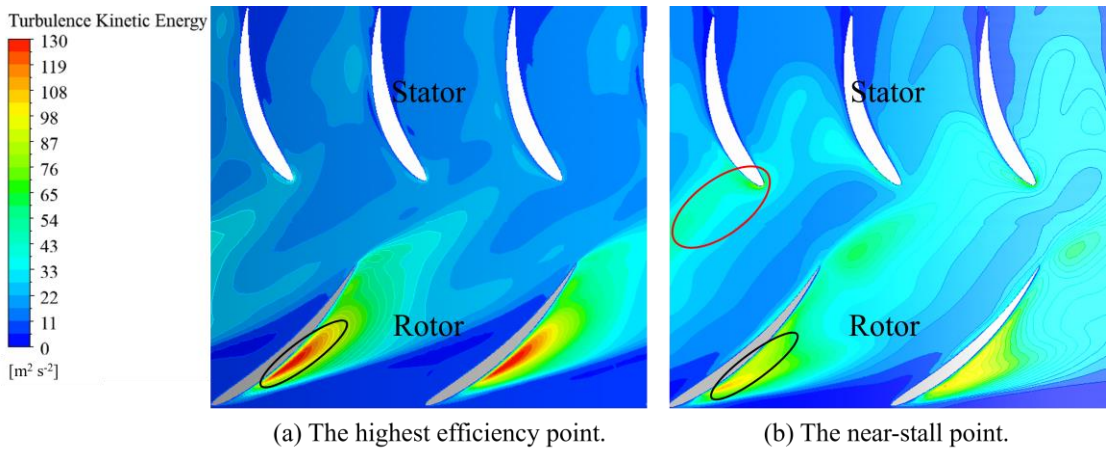 Turbulence Kinetic Energy
130
119
108
98
87
76
65
54
43
33
22
11
0
[m² s⁻²]
Stator
Rotor
Stator
Rotor
(a) The highest efficiency point.
(b) The near-stall point.